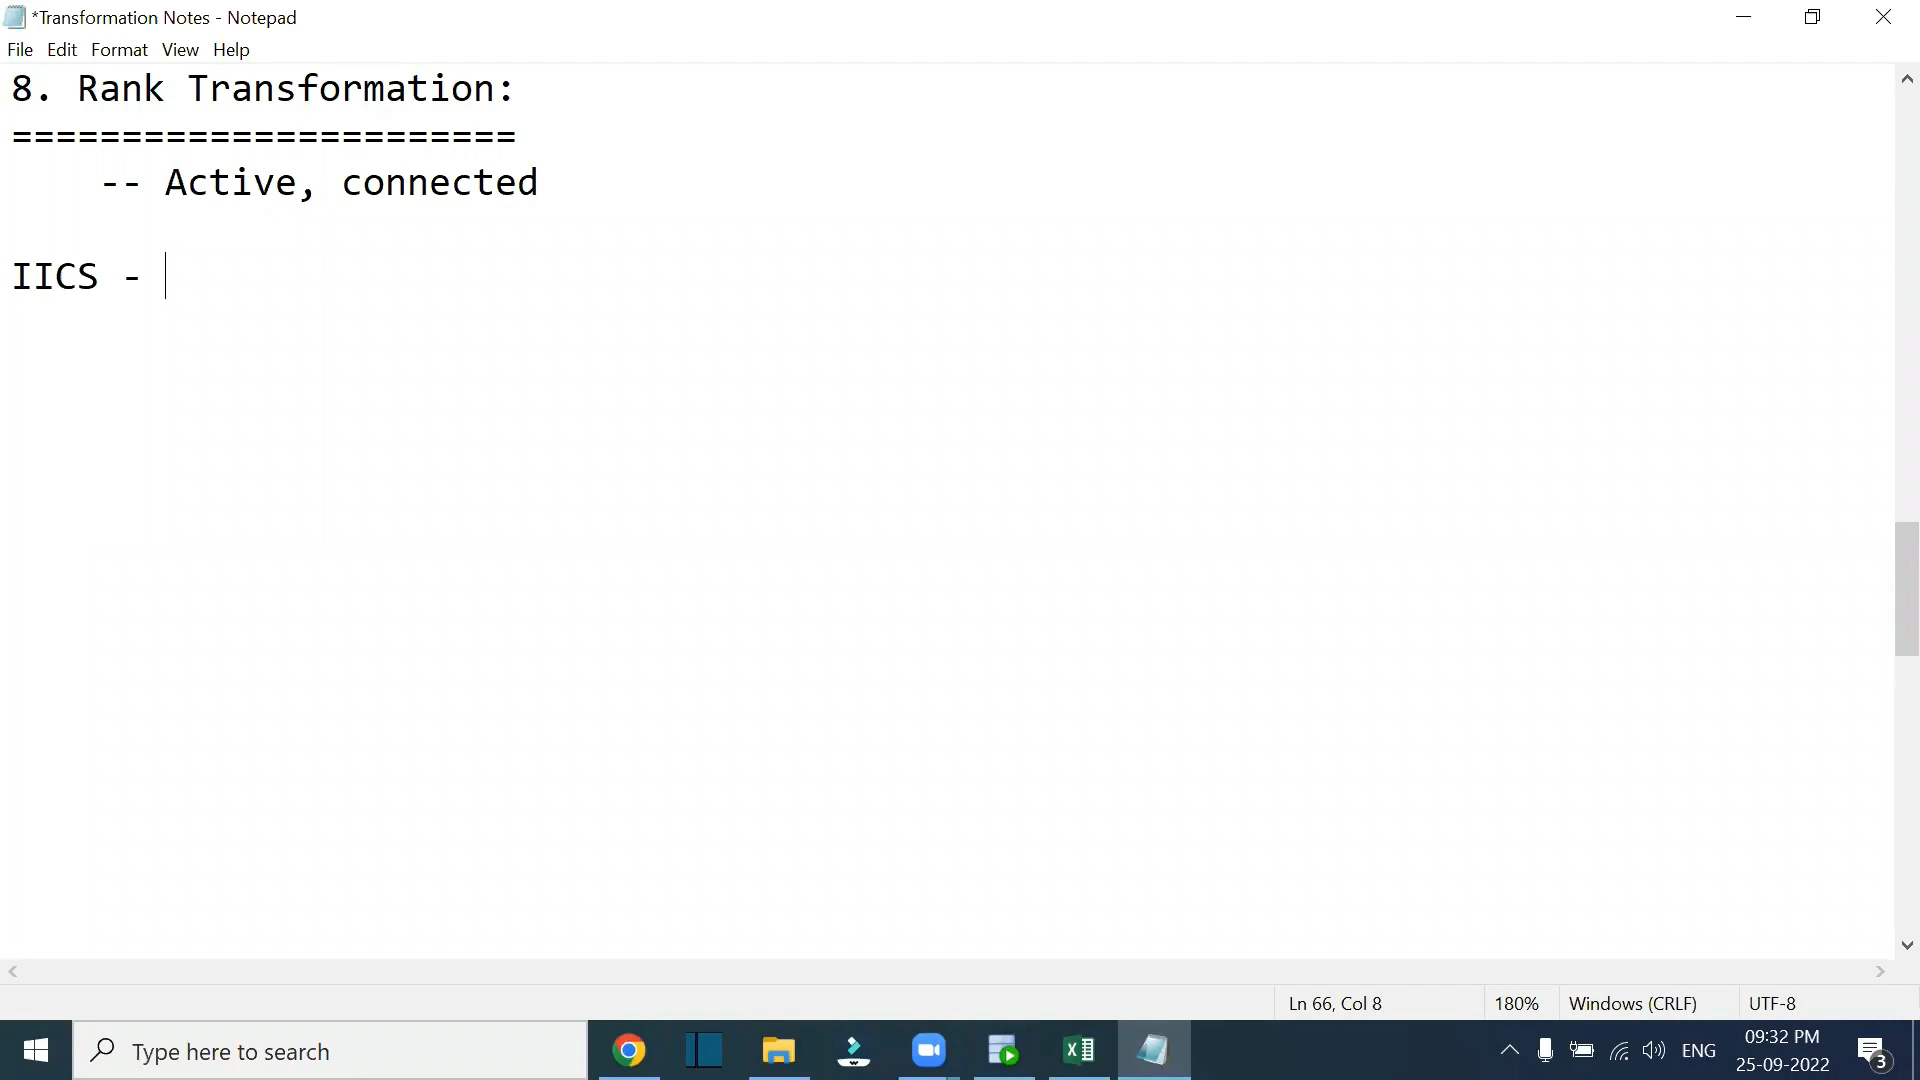 *Transformation Notes - Notepad
File Edit Format View Help
8. Rank Transformation:
=======================
-- Active, connected
IICS -
Ln 66, Col 8 180% Windows (CRLF) UTF-8
Type here to search
ENG
09:32 PM
25-09-2022
3